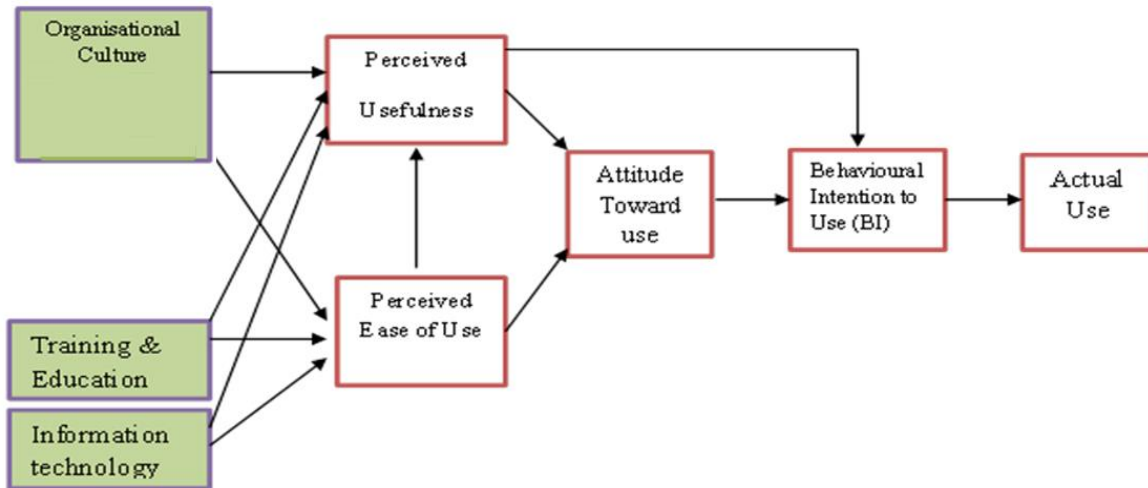 Organisational
Culture
Perceived
Usefulness
Attitude
Toward
use
Behavioural
Intention to
Use (BI)
Actual
Use
Perceived
Ease of Use
Training &
Education
Information
technology